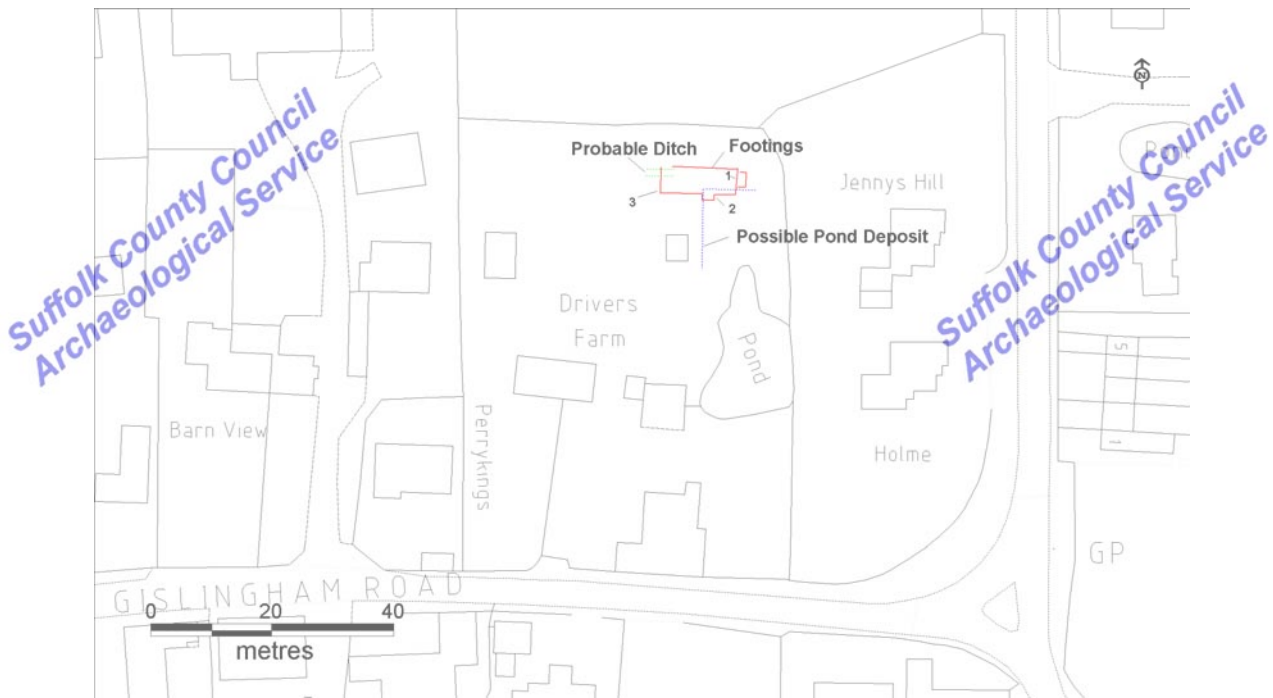 N
Suffolk County Council
Archaeological Service
Suffolk County Council
Archaeological Service
Probable Ditch
Footings
1
2
3
Possible Pond Deposit
Jennys Hill
Pond
Drivers
Farm
Pond
Barn View
Perrykings
Holme
5
1
GP
GISLINGHAM ROAD
0 20 40
metres